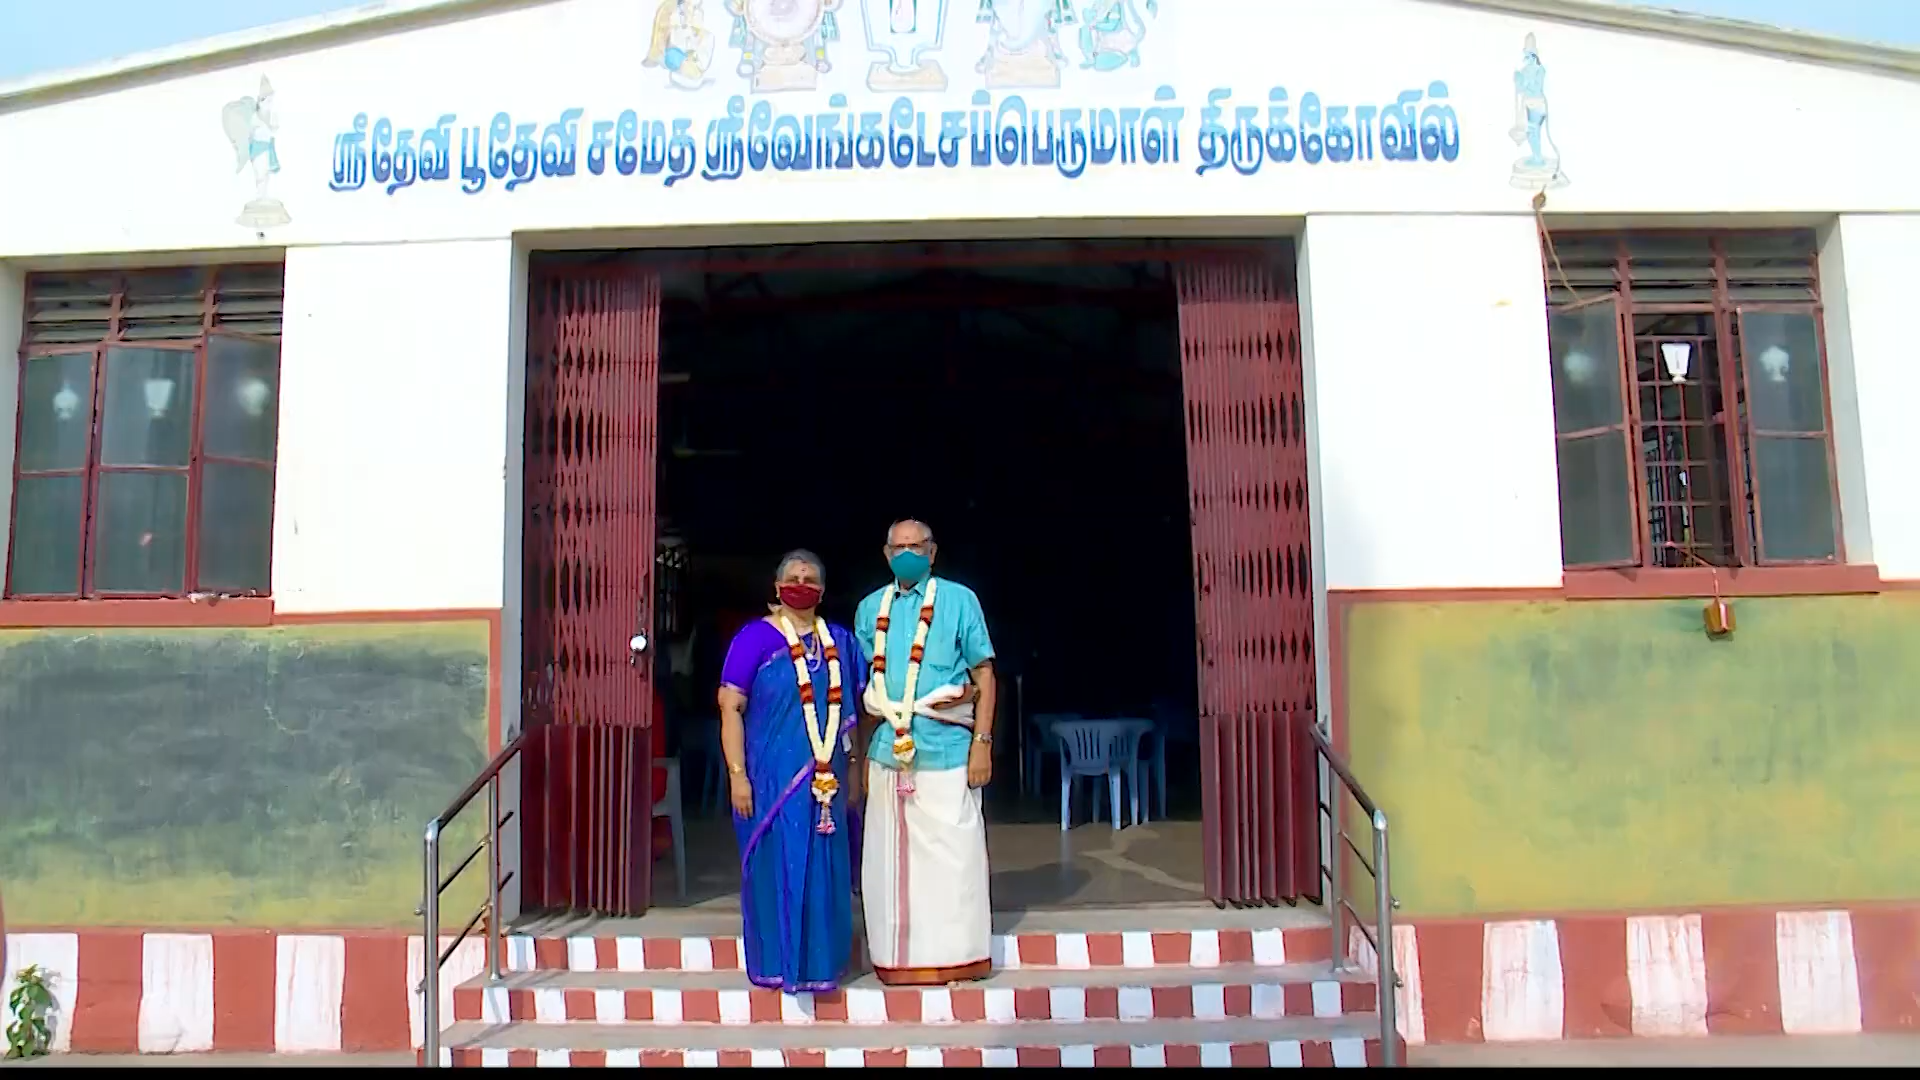 ஸ்ரீதேவி பூதேவி சமேத ஸ்ரீவேங்கடேசப்பெருமாள் திருக்கோவில்